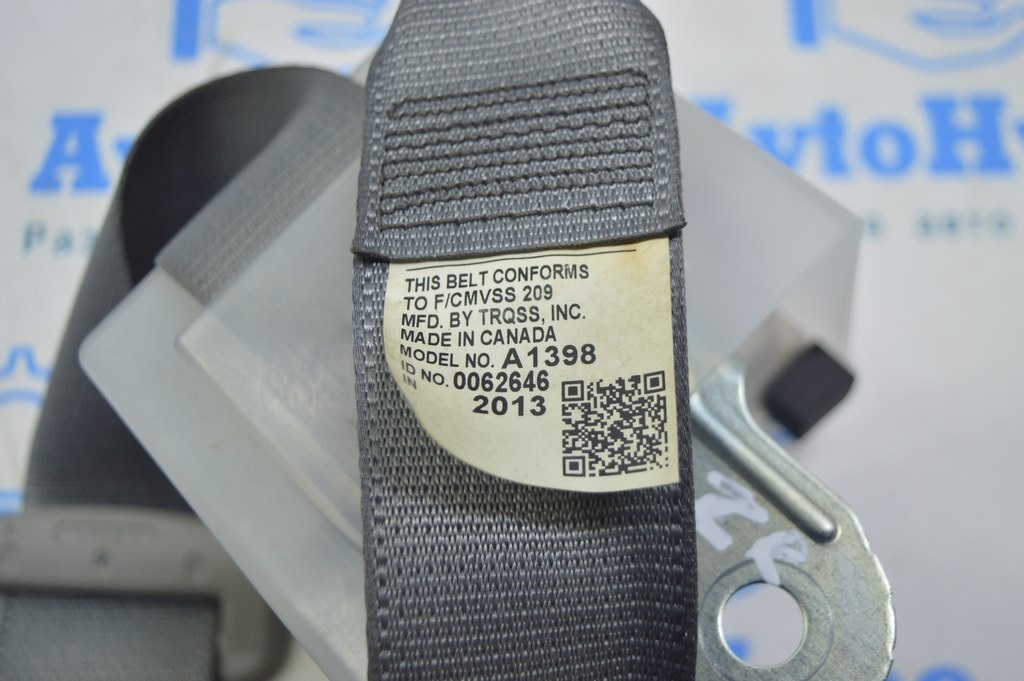 THIS BELT CONFORMS
TO F/CMVSS 209
MFD. BY TRQSS, INC.
MADE IN CANADA
MODEL NO. A1398
ID NO. 0062646
IN
2013